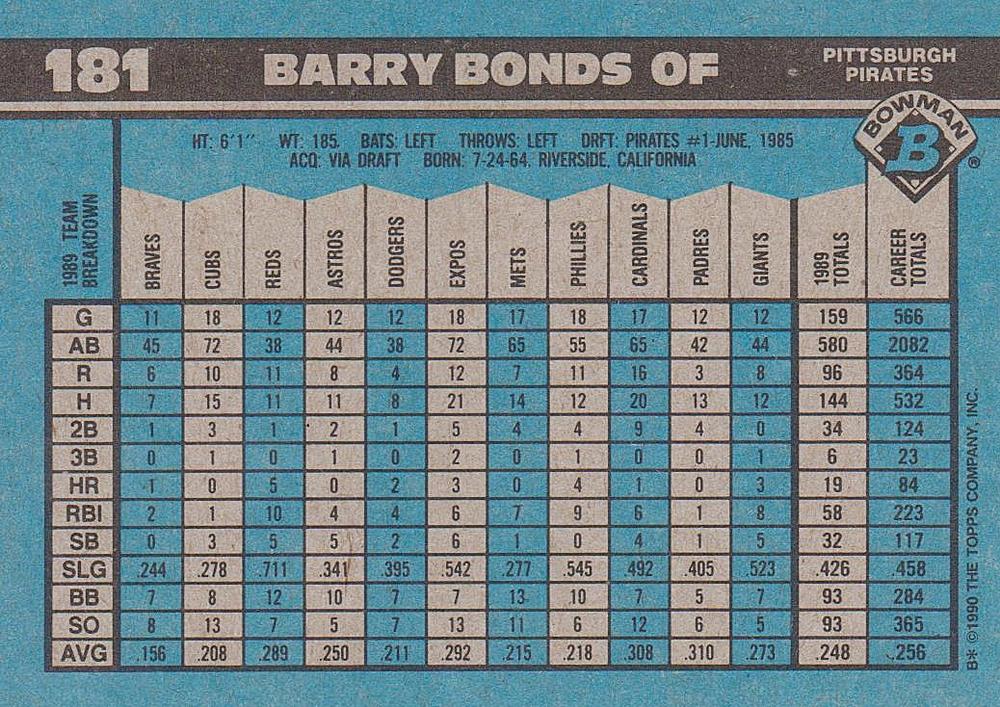 181 BARRY BONDS OF PITTSBURGH
PIRATES
BOWMAN
B
®
HT: 6'1" WT: 185. BATS: LEFT THROWS: LEFT DRFT: PIRATES #1-JUNE, 1985
ACQ: VIA DRAFT BORN: 7-24-64, RIVERSIDE, CALIFORNIA
1989 TEAM BREAKDOWN BRAVES CUBS REDS ASTROS DODGERS EXPOS METS PHILLIES CARDINALS PADRES GIANTS 1989 TOTALS CAREER TOTALS
G 11 18 12 12 12 18 17 18 17 12 12 159 566
AB 45 72 38 44 38 72 65 55 65 42 44 580 2082
R 6 10 11 8 4 12 7 11 16 3 8 96 364
H 7 15 11 11 8 21 14 12 20 13 12 144 532
2B 1 3 1 2 1 5 4 4 9 4 0 34 124
3B 0 1 0 1 0 2 0 1 0 0 1 6 23
HR 1 0 5 0 2 3 0 4 1 0 3 19 84
RBI 2 1 10 4 4 6 7 9 6 1 8 58 223
SB 0 3 5 5 2 6 1 0 4 1 5 32 117
SLG .244 .278 .711 .341 .395 .542 .277 .545 .492 .405 .523 .426 .458
BB 7 8 12 10 7 7 13 10 7 5 7 93 284
SO 8 13 7 5 7 13 11 6 12 6 5 93 365
AVG .156 .208 .289 .250 .211 .292 .215 .218 .308 .310 .273 .248 .256
B* ©1990 THE TOPPS COMPANY, INC.